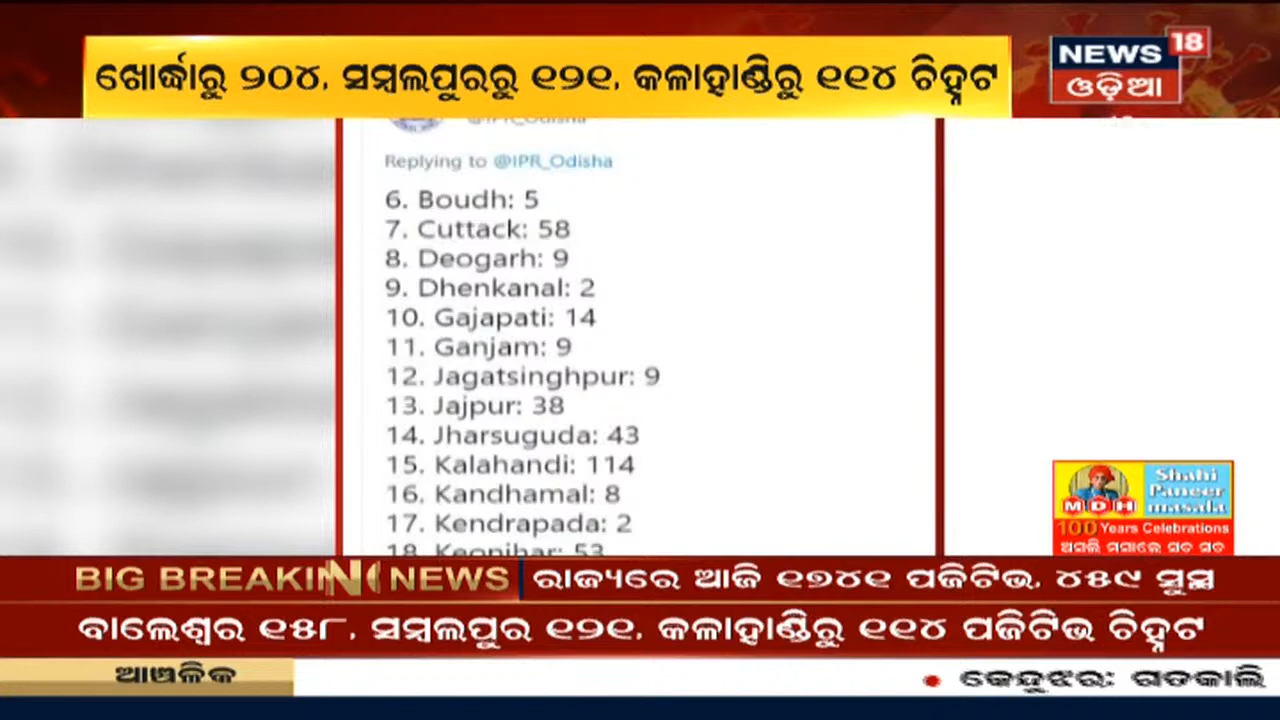 ଖୋର୍ଦ୍ଧାରୁ ୨୦୪, ସମ୍ବଲପୁରରୁ ୧୨୧, କଳାହାଣ୍ଡିରୁ ୧୧୪ ଚିହ୍ନଟ
NEWS 18
ଓଡ଼ିଆ
@IPR_Odisha
Replying to @IPR_Odisha
6. Boudh: 5
7. Cuttack: 58
8. Deogarh: 9
9. Dhenkanal: 2
10. Gajapati: 14
11. Ganjam: 9
12. Jagatsinghpur: 9
13. Jajpur: 38
14. Jharsuguda: 43
15. Kalahandi: 114
16. Kandhamal: 8
17. Kendrapada: 2
18. Keonjhar: 53
MDH
Shahi
Paneer
masala
100 Years Celebrations
BIG BREAKING NEWS
ରାଜ୍ୟରେ ଆଜି ୧୭୪୧ ପଜିଟିଭ, ୪୫୯ ସୁସ୍ଥ
ବାଲେଶ୍ୱର ୧୫୮, ସମ୍ବଲପୁର ୧୨୧, କଳାହାଣ୍ଡିରୁ ୧୧୪ ପଜିଟିଭ ଚିହ୍ନଟ
ଆଞ୍ଚଳିକ
କେନ୍ଦୁଝର: ଗତକାଲି